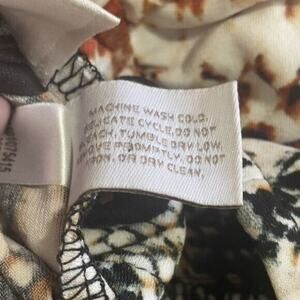 MACHINE WASH COLD,
DELICATE CYCLE, DO NOT
BLEACH, TUMBLE DRY LOW,
REMOVE PROMPTLY, DO NOT
IRON, OR DRY CLEAN.